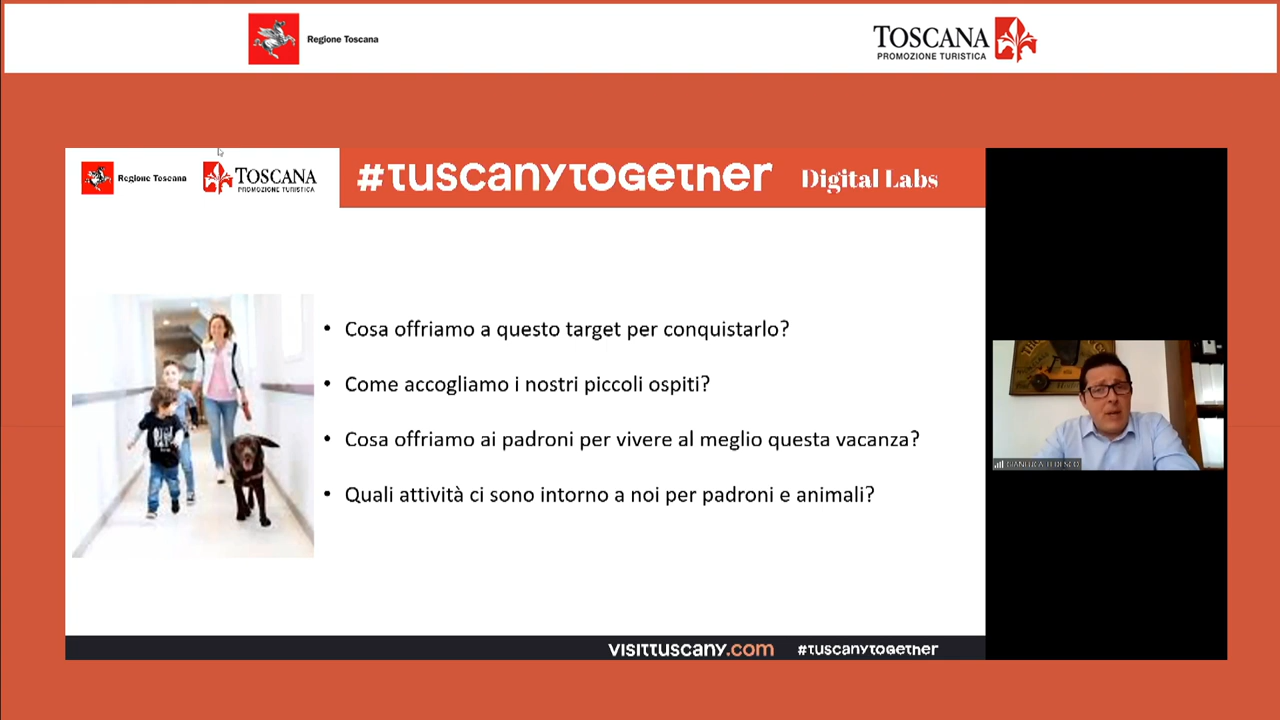 Regione Toscana
TOSCANA
PROMOZIONE TURISTICA
Regione Toscana
TOSCANA
PROMOZIONE TURISTICA
#TUSCANYTOGETHER Digital Labs
• Cosa offriamo a questo target per conquistarlo?
• Come accogliamo i nostri piccoli ospiti?
• Cosa offriamo ai padroni per vivere al meglio questa vacanza?
• Quali attività ci sono intorno a noi per padroni e animali?
GIANLUCA TEDESCO
VISITTUSCANY.COM #TUSCANYTOGETHER